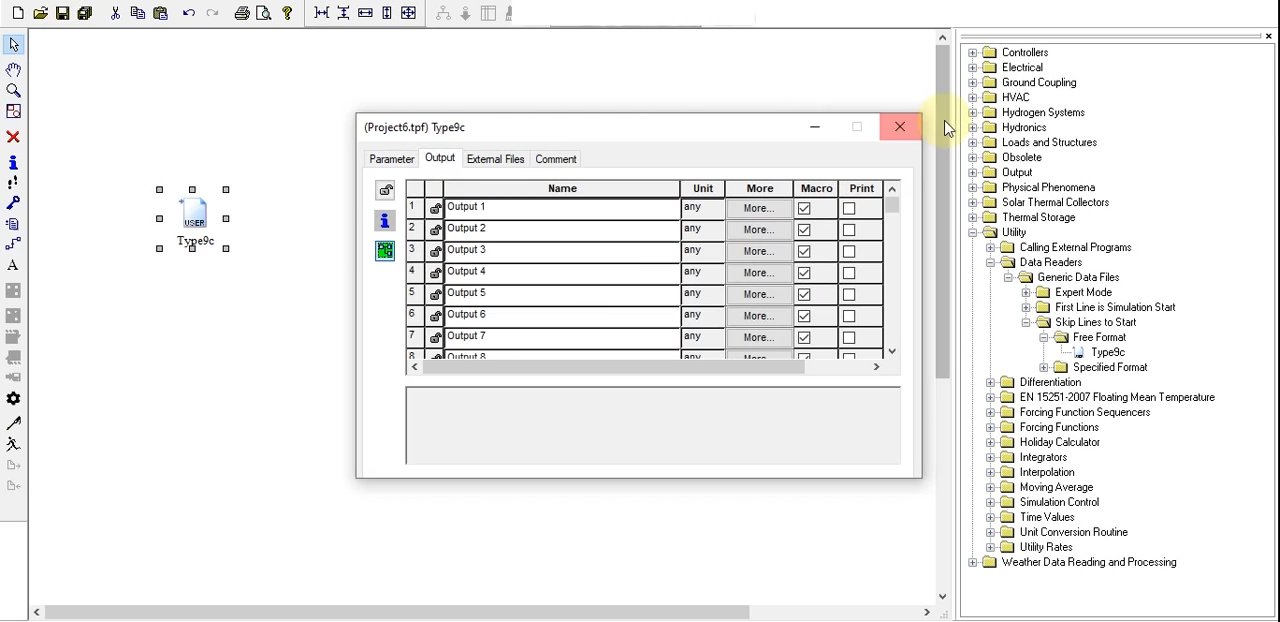 (Project6.tpf) Type9c
Parameter Output External Files Comment
Name Unit More Macro Print
1 Output 1 any More...
2 Output 2 any More...
3 Output 3 any More...
4 Output 4 any More...
5 Output 5 any More...
6 Output 6 any More...
7 Output 7 any More...
8 Output 8 any More...
USER
Type9c
Controllers
Electrical
Ground Coupling
HVAC
Hydrogen Systems
Hydronics
Loads and Structures
Obsolete
Output
Physical Phenomena
Solar Thermal Collectors
Thermal Storage
Utility
Calling External Programs
Data Readers
Generic Data Files
Expert Mode
First Line is Simulation Start
Skip Lines to Start
Free Format
Type9c
Specified Format
Differentiation
EN 15251-2007 Floating Mean Temperature
Forcing Function Sequencers
Forcing Functions
Holiday Calculator
Integrators
Interpolation
Moving Average
Simulation Control
Time Values
Unit Conversion Routine
Utility Rates
Weather Data Reading and Processing